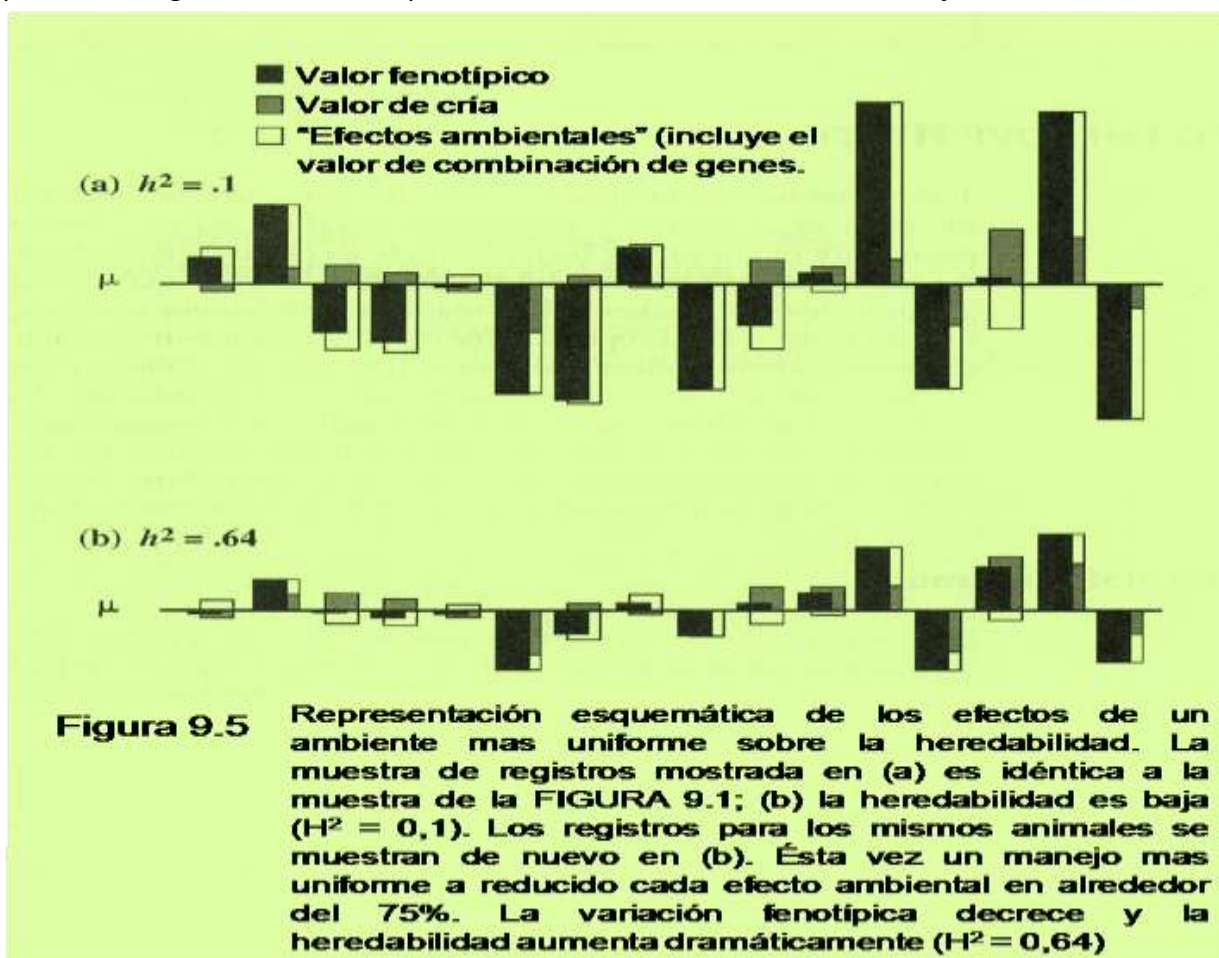 Valor fenotípico
Valor de cría
"Efectos ambientales" (incluye el
valor de combinación de genes.
(a) h² = .1
μ
(b) h² = .64
μ
Figura 9.5
Representación esquemática de los efectos de un
ambiente mas uniforme sobre la heredabilidad. La
muestra de registros mostrada en (a) es idéntica a la
muestra de la FIGURA 9.1; (b) la heredabilidad es baja
(H² = 0,1). Los registros para los mismos animales se
muestran de nuevo en (b). Ésta vez un manejo mas
uniforme a reducido cada efecto ambiental en alrededor
del 75%. La variación fenotípica decrece y la
heredabilidad aumenta dramáticamente (H² = 0,64)